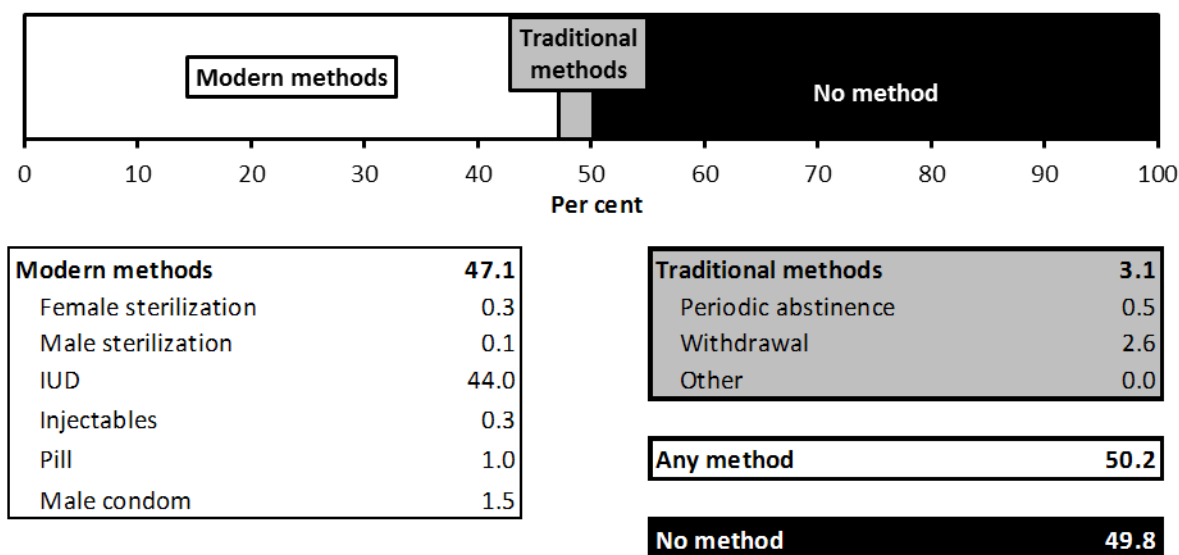 Traditional
methods
Modern methods
No method
0 10 20 30 40 50 60 70 80 90 100
Per cent
Modern methods 47.1
Female sterilization 0.3
Male sterilization 0.1
IUD 44.0
Injectables 0.3
Pill 1.0
Male condom 1.5
Traditional methods 3.1
Periodic abstinence 0.5
Withdrawal 2.6
Other 0.0
Any method 50.2
No method 49.8